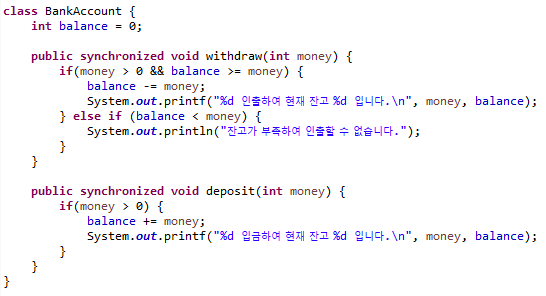 class BankAccount {
    int balance = 0;

    public synchronized void withdraw(int money) {
        if(money > 0 && balance >= money) {
            balance -= money;
            System.out.printf("%d 인출하여 현재 잔고 %d 입니다.\n", money, balance);
        } else if (balance < money) {
            System.out.println("잔고가 부족하여 인출할 수 없습니다.");
        }
    }

    public synchronized void deposit(int money) {
        if(money > 0) {
            balance += money;
            System.out.printf("%d 입금하여 현재 잔고 %d 입니다.\n", money, balance);
        }
    }
}